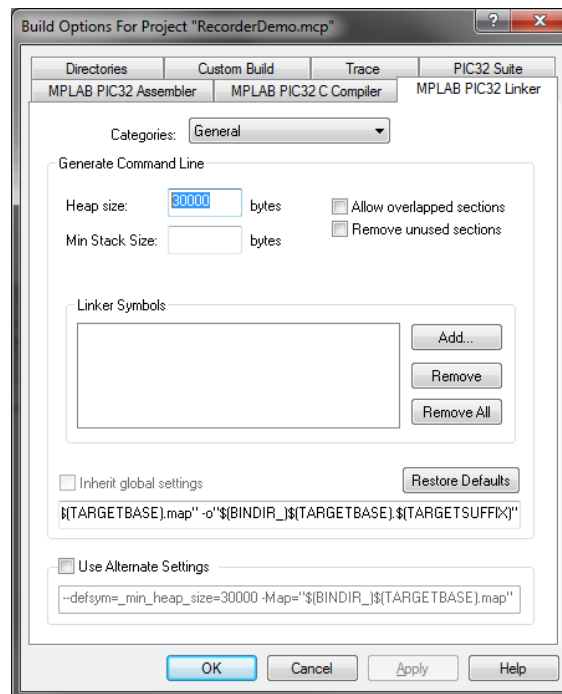 Build Options For Project "RecorderDemo.mcp"
?
X
Directories Custom Build Trace PIC32 Suite
MPLAB PIC32 Assembler MPLAB PIC32 C Compiler MPLAB PIC32 Linker
Categories: General
Generate Command Line
Heap size: 30000 bytes Allow overlapped sections
Remove unused sections
Min Stack Size: bytes
Linker Symbols
Add...
Remove
Remove All
Inherit global settings Restore Defaults
$(TARGETBASE).map" -o"$(BINDIR_)$(TARGETBASE).$(TARGETSUFFIX)"
Use Alternate Settings
--defsym=_min_heap_size=30000 -Map="$(BINDIR_)$(TARGETBASE).map"
OK Cancel Apply Help